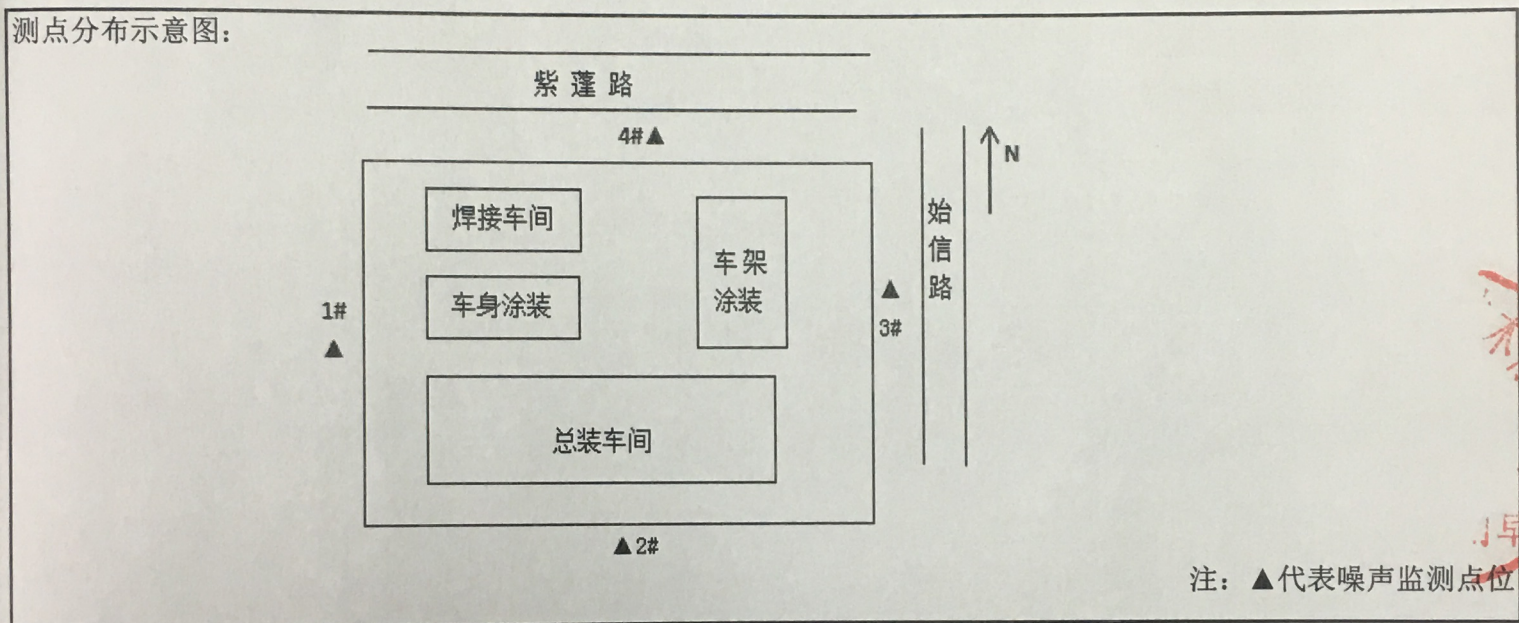 测点分布示意图：
紫蓬路
4#▲
N
焊接车间
始信路
车架
涂装
车身涂装
1#
▲
▲
3#
总装车间
▲2#
注：▲代表噪声监测点位